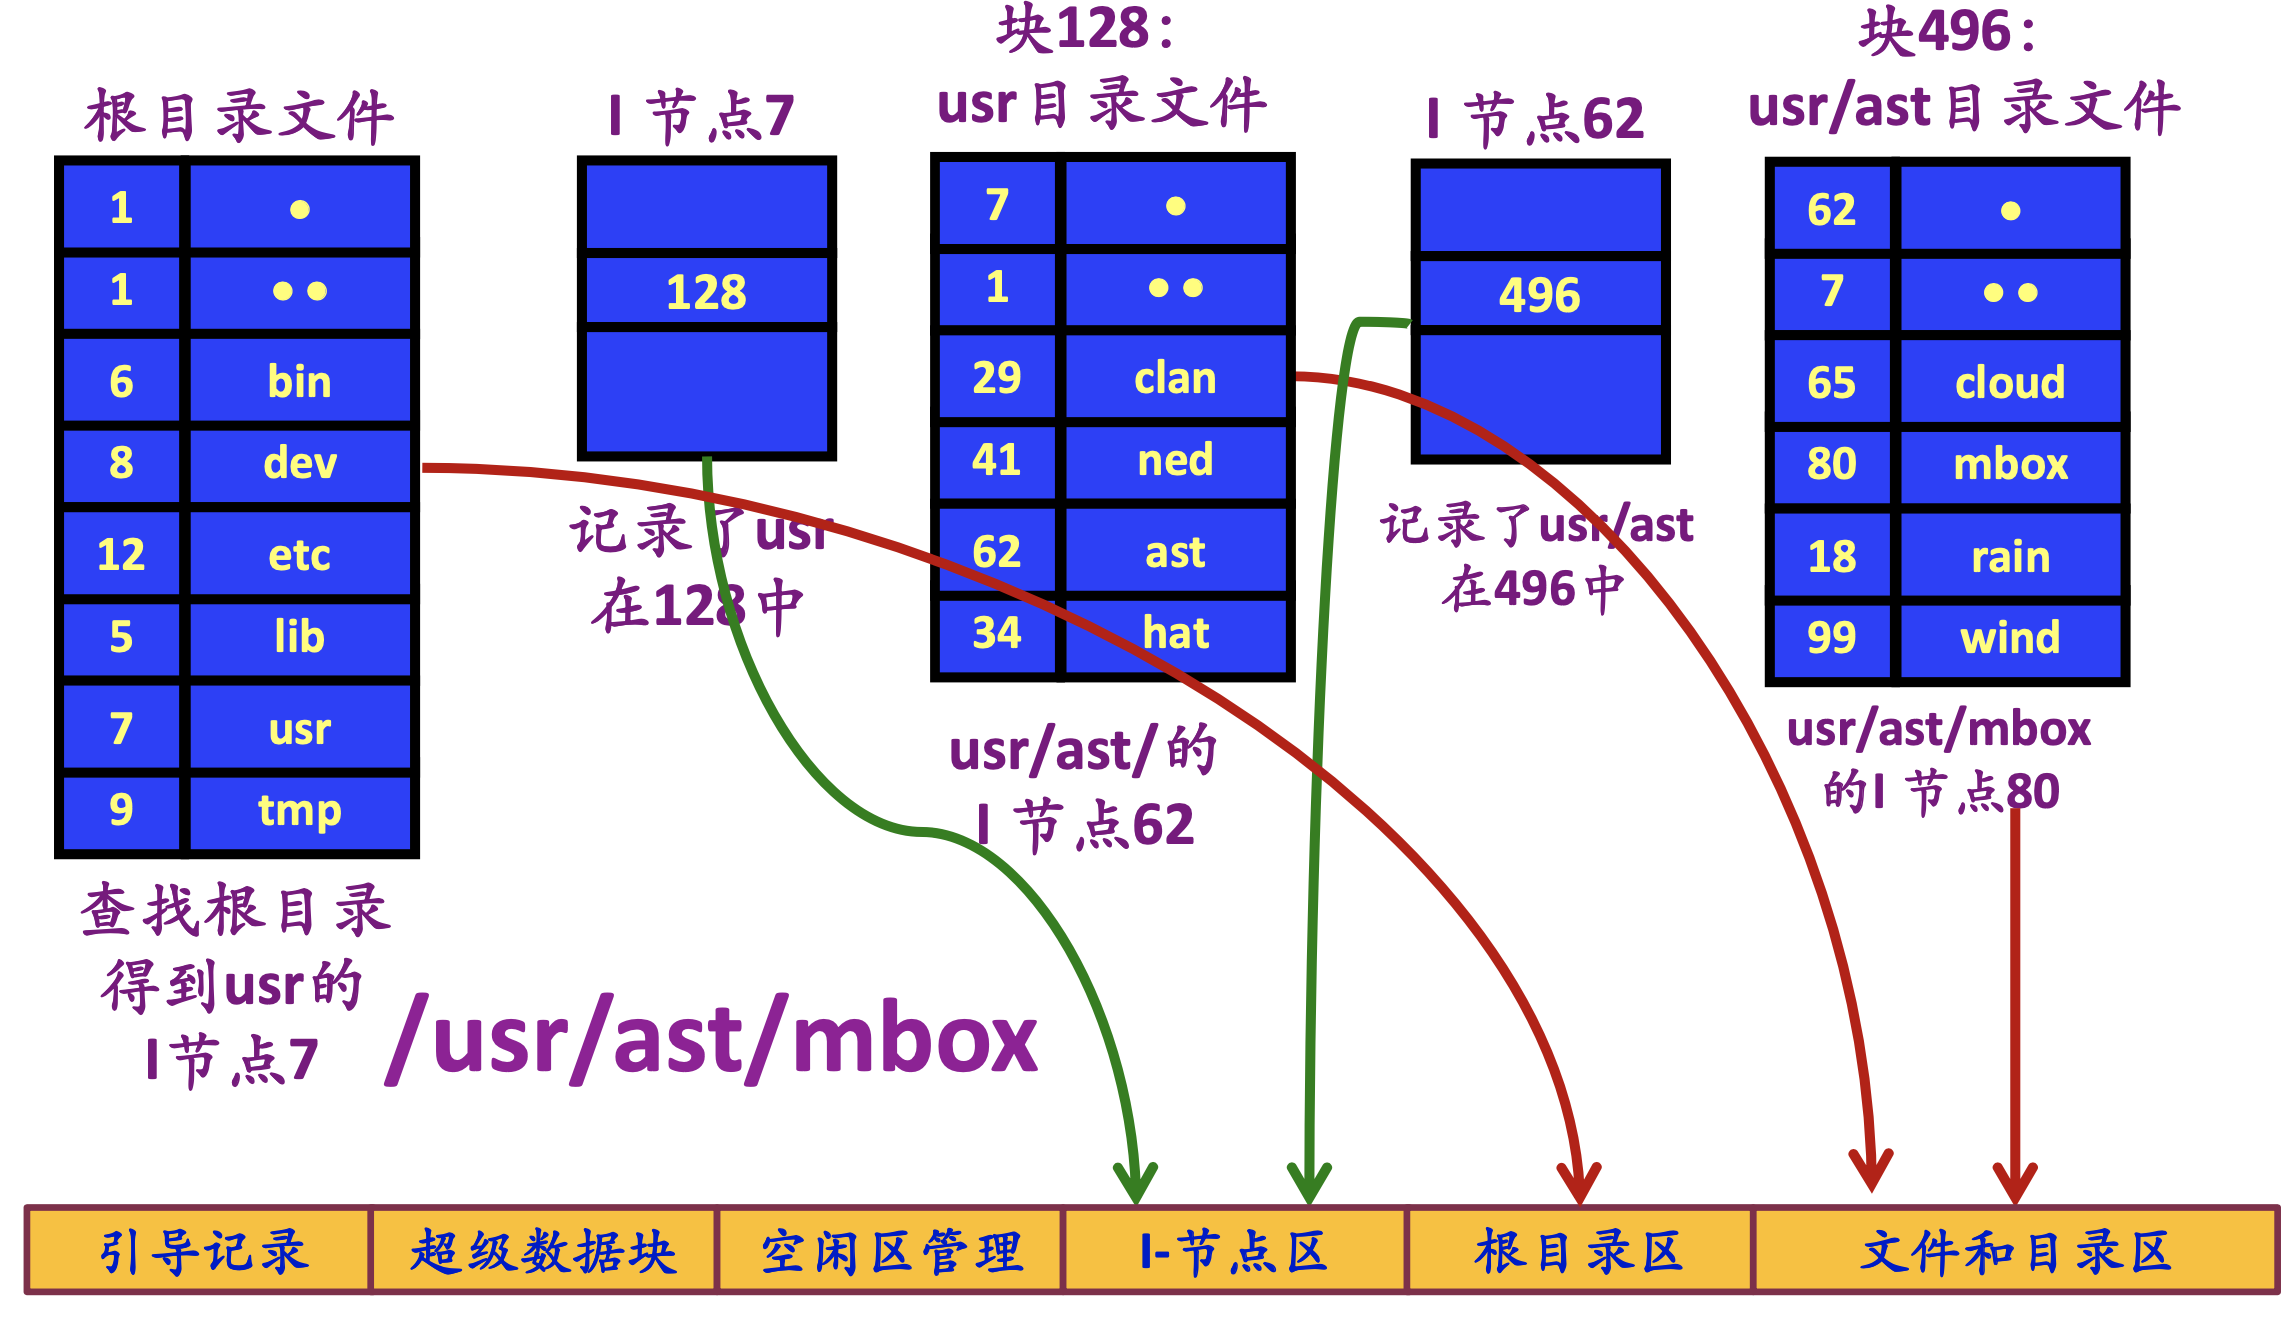 根目录文件
1 •
1 ••
6 bin
8 dev
12 etc
5 lib
7 usr
9 tmp
查找根目录
得到usr的
I节点7
I 节点7
128
记录了usr
在128中
块128：
usr目录文件
7 •
1 ••
29 clan
41 ned
62 ast
34 hat
usr/ast/的
I 节点62
I 节点62
496
记录了usr/ast
在496中
块496：
usr/ast目录文件
62 •
7 ••
65 cloud
80 mbox
18 rain
99 wind
usr/ast/mbox
的I 节点80
/usr/ast/mbox
引导记录 超级数据块 空闲区管理 I-节点区 根目录区 文件和目录区